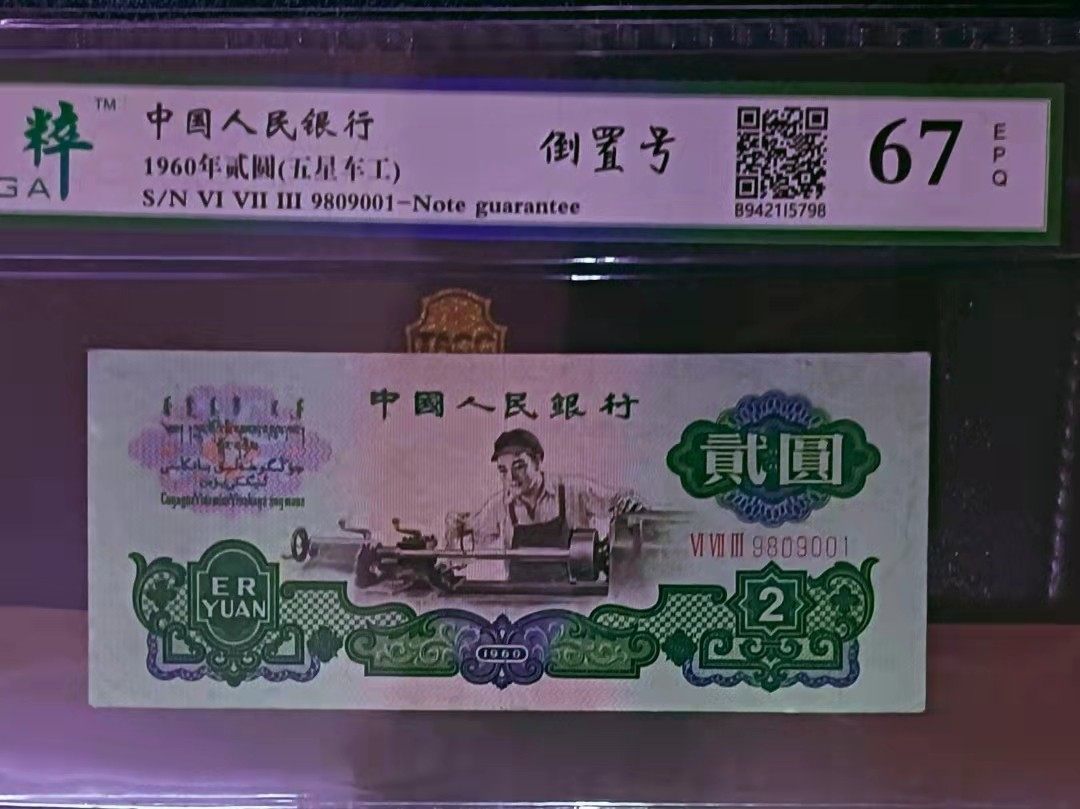 粹 TM
GA
中国人民银行
1960年贰圆(五星车工)
S/N VI VII III 9809001-Note guarantee
倒置号
B9421I5798
67
EPQ
中國人民銀行
貳圓
VI VII III 9809001
ER
YUAN
2
1960